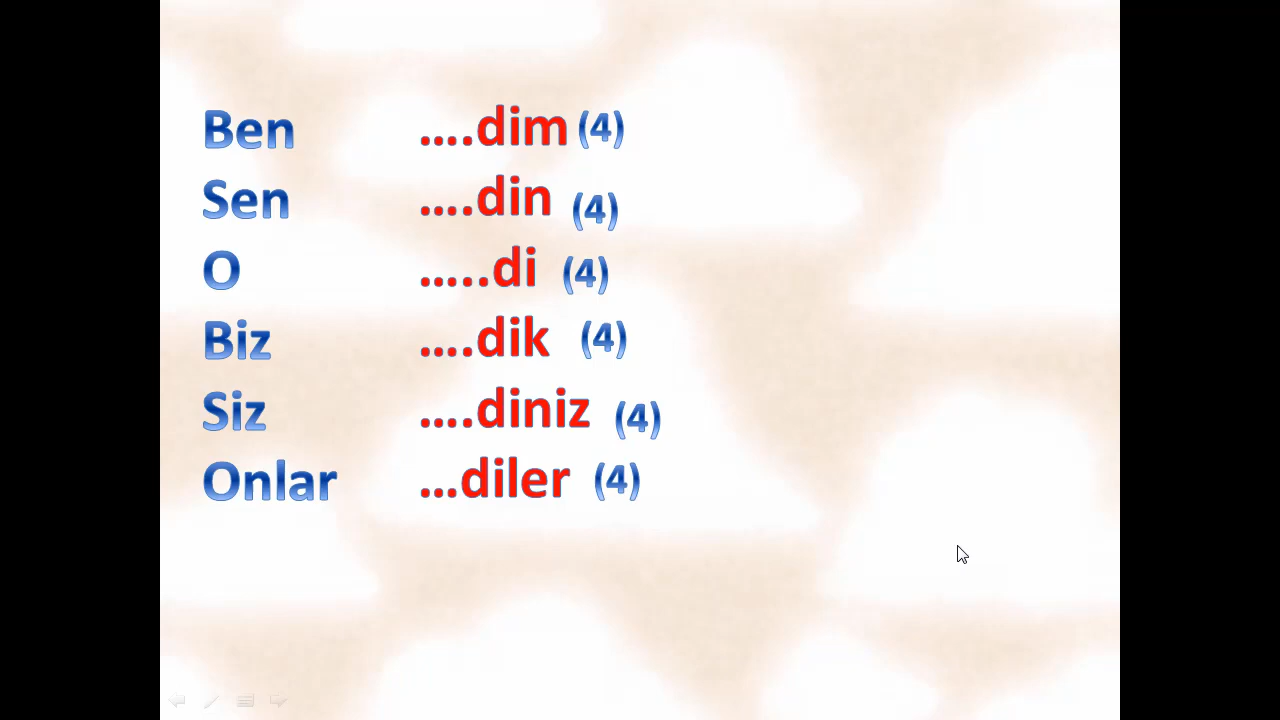 Ben ....dim (4)
Sen ....din (4)
O .....di (4)
Biz ....dik (4)
Siz ....diniz (4)
Onlar ...diler (4)